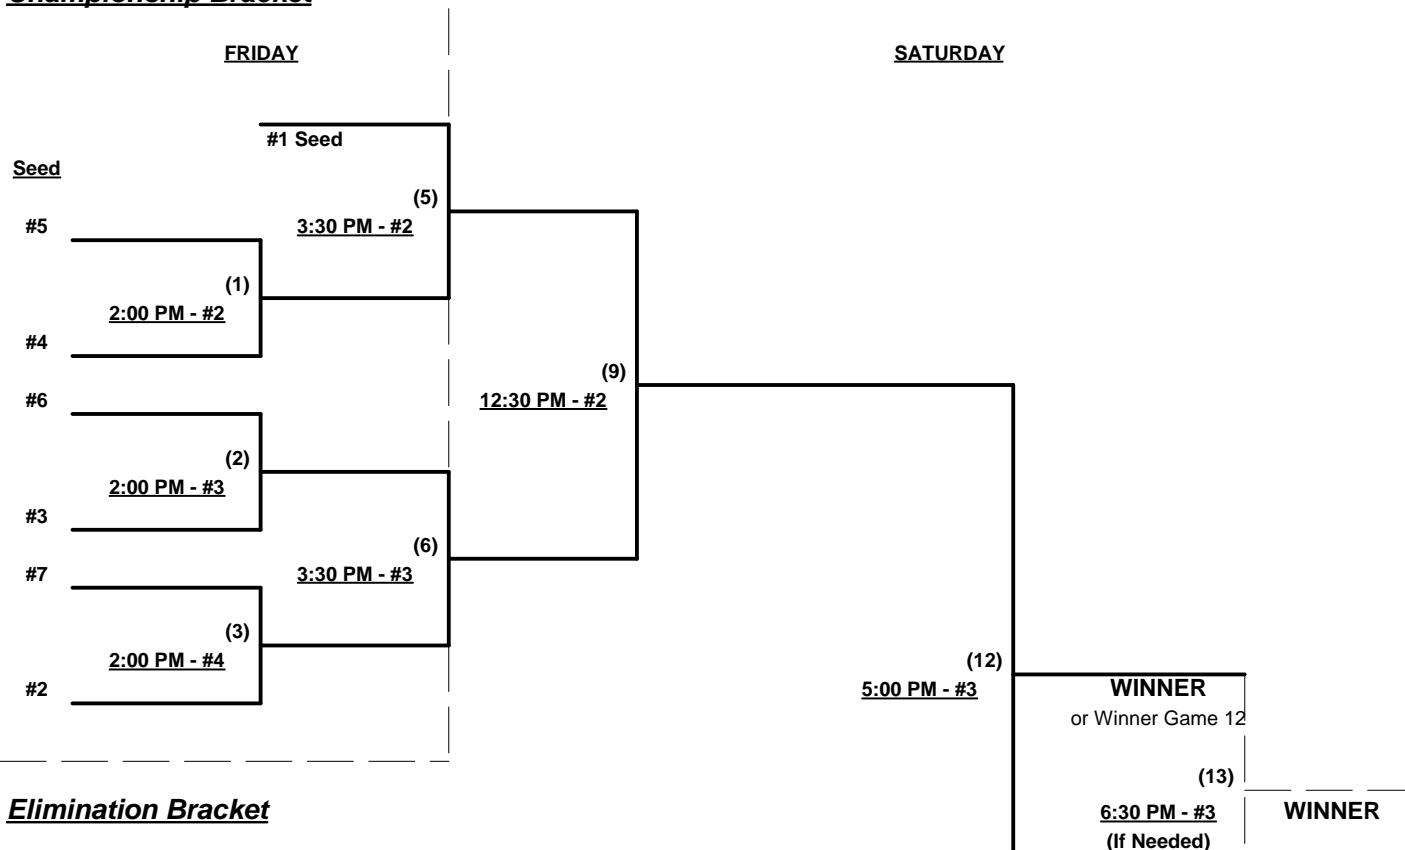 Championship Bracket
FRIDAY
SATURDAY
#1 Seed
Seed
(5)
#5
3:30 PM - #2
(1)
2:00 PM - #2
#4
(9)
#6
12:30 PM - #2
(2)
2:00 PM - #3
#3
(6)
#7
3:30 PM - #3
(3)
2:00 PM - #4
(12)
#2
5:00 PM - #3
WINNER
or Winner Game 12
(13)
Elimination Bracket
6:30 PM - #3
WINNER
(If Needed)